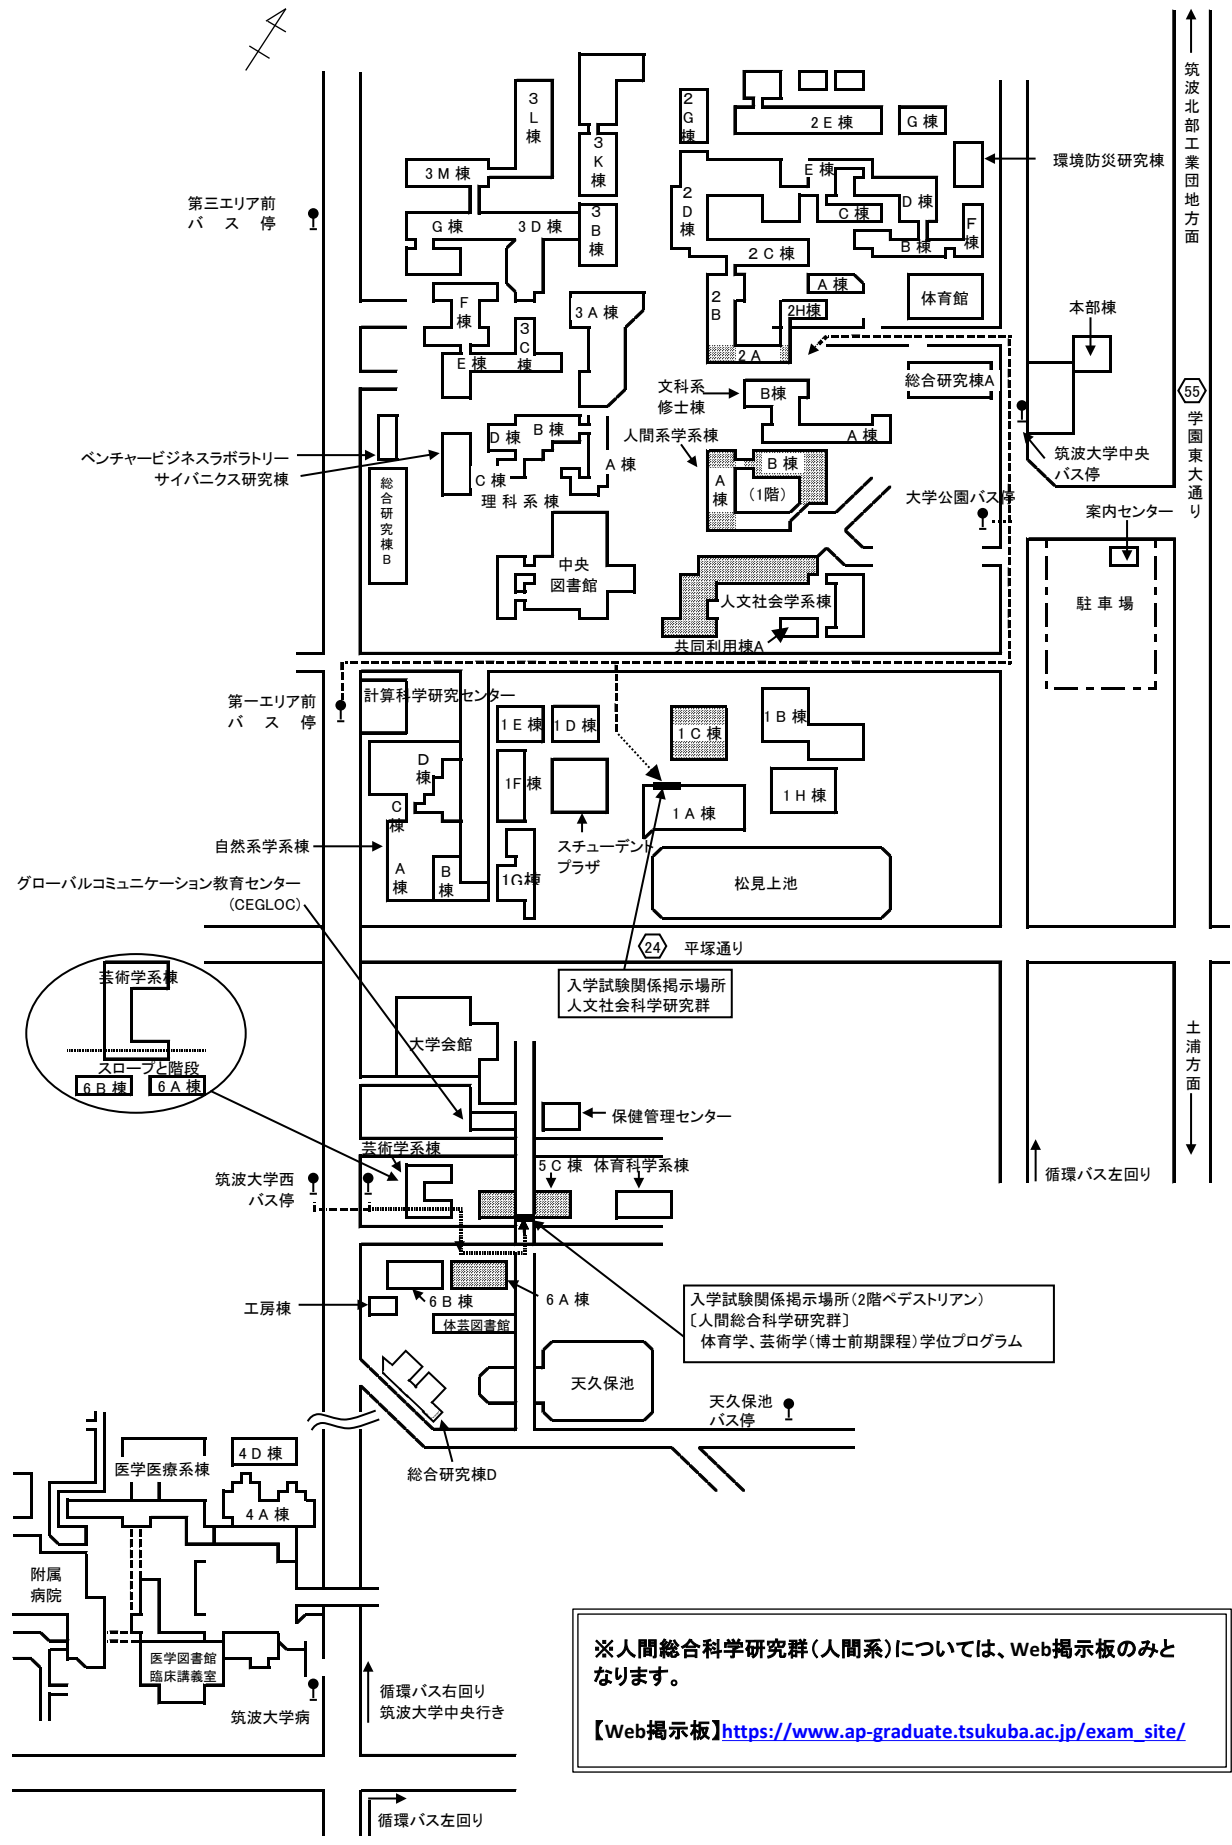 筑波北部工業団地方面
3L棟
3K棟
2G棟
2E棟
G棟
環境防災研究棟
3M棟
E棟
第三エリア前
バス停
G棟
3D棟
3B棟
2D棟
C棟
D棟
F棟
B棟
2C棟
A棟
体育館
F棟
3A棟
2B
2H棟
本部棟
3C棟
E棟
2A
総合研究棟A
55
文科系
修士棟
B棟
学園東大通り
D棟
B棟
人間系学系棟
A棟
ベンチャービジネスラボラトリー
サイバニクス研究棟
A棟
B棟
筑波大学中央
バス停
C棟
理科系棟
A棟
(1階)
大学公園バス停
案内センター
総合研究棟B
中央
図書館
人文社会学系棟
駐車場
共同利用棟A
第一エリア前
バス停
計算科学研究センター
1E棟
1D棟
1C棟
1B棟
D棟
1F棟
1H棟
C棟
1A棟
自然系学系棟
スチューデント
プラザ
A棟
B棟
1G棟
松見上池
グローバルコミュニケーション教育センター
(CEGLOC)
24
平塚通り
芸術学系棟
入学試験関係掲示場所
人文社会科学研究群
大学会館
土浦方面
スロープと階段
6B棟
6A棟
保健管理センター
芸術学系棟
5C棟
体育科学系棟
筑波大学西
バス停
循環バス左回り
工房棟
6B棟
6A棟
入学試験関係掲示場所(2階ペデストリアン)
〔人間総合科学研究群〕
体育学、芸術学(博士前期課程)学位プログラム
体芸図書館
天久保池
天久保池
バス停
総合研究棟D
医学医療系棟
4D棟
4A棟
附属
病院
医学図書館
臨床講義室
筑波大学病
循環バス右回り
筑波大学中央行き
※人間総合科学研究群(人間系)については、Web掲示板のみと
なります。
【Web掲示板】https://www.ap-graduate.tsukuba.ac.jp/exam_site/
循環バス左回り